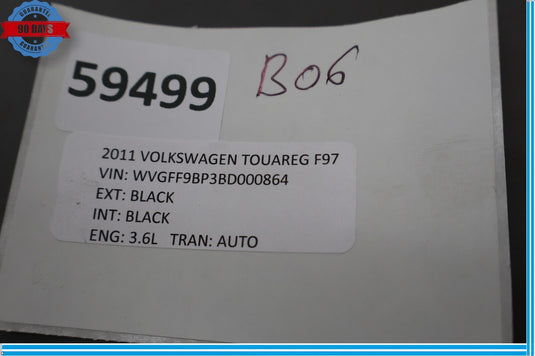 GUARANTEE
90 DAYS
GUARANTEE
59499
B06
2011 VOLKSWAGEN TOUAREG F97
VIN: WVGFF9BP3BD000864
EXT: BLACK
INT: BLACK
ENG: 3.6L TRAN: AUTO